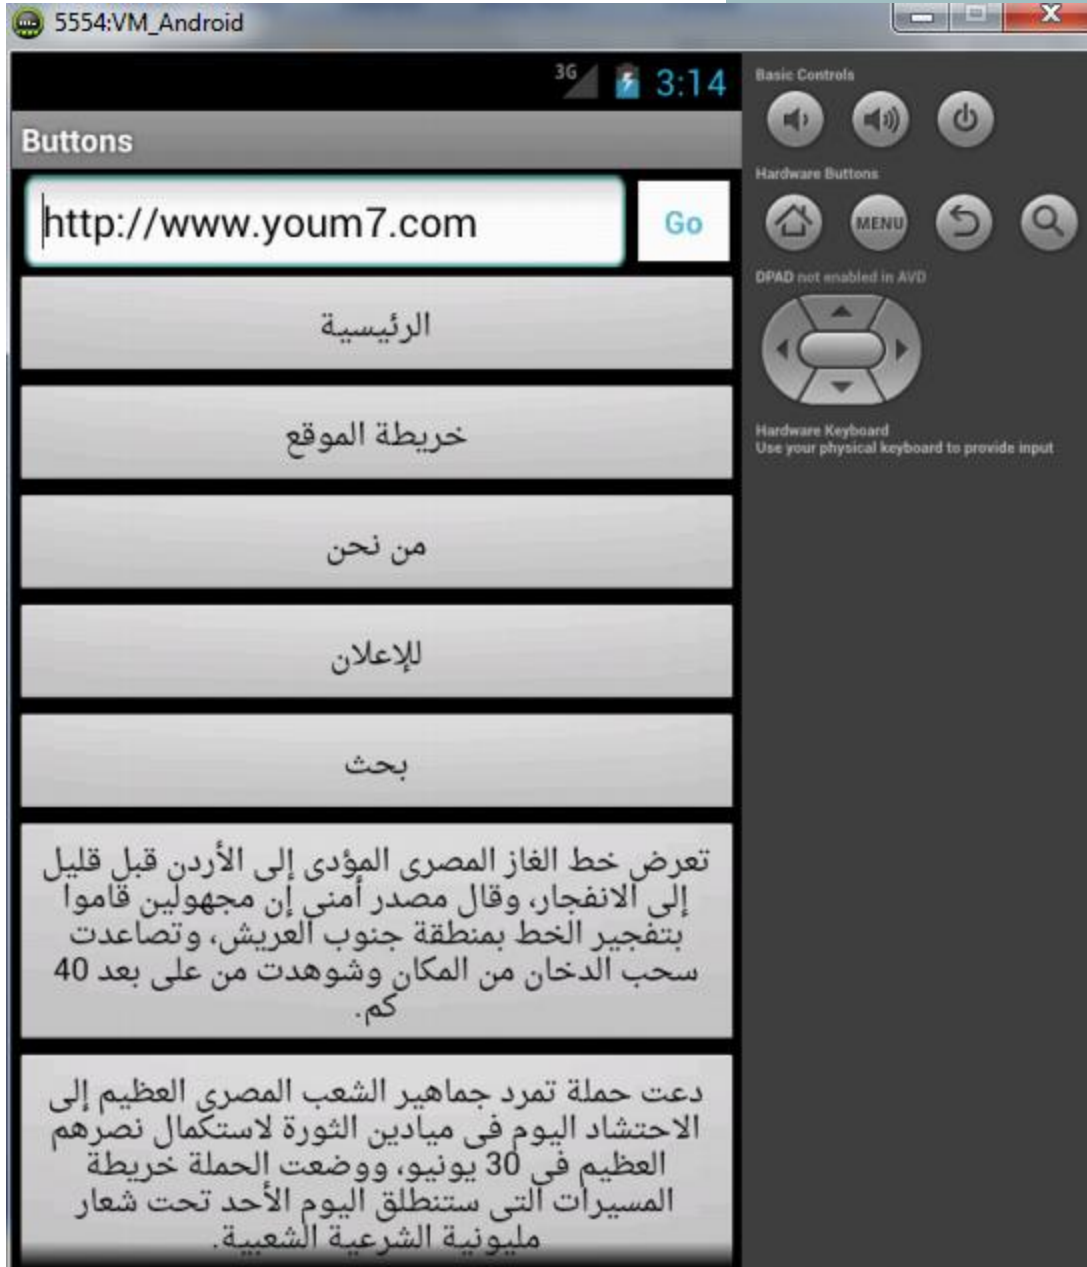 5554:VM_Android
3G 3:14
Buttons
http://www.youm7.com
Go
الرئيسية
خريطة الموقع
من نحن
للإعلان
بحث
تعرض خط الغاز المصرى المؤدى إلى الأردن قبل قليل
إلى الانفجار، وقال مصدر أمنى إن مجهولين قاموا
بتفجير الخط بمنطقة جنوب العريش، وتصاعدت
سحب الدخان من المكان وشوهدت من على بعد 40
كم.
دعت حملة تمرد جماهير الشعب المصرى العظيم إلى
الاحتشاد اليوم فى ميادين الثورة لاستكمال نصرهم
العظيم فى 30 يونيو، ووضعت الحملة خريطة
المسيرات التى ستنطلق اليوم الأحد تحت شعار
مليونية الشرعية الشعبية.
Basic Controls
Hardware Buttons
MENU
DPAD not enabled in AVD
Hardware Keyboard
Use your physical keyboard to provide input